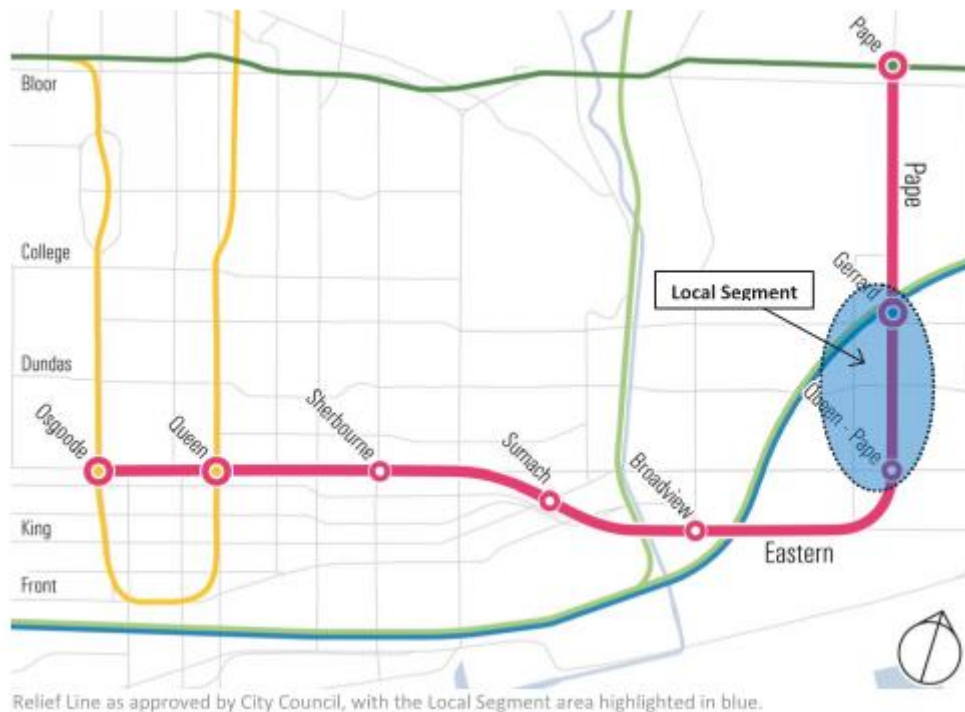 Pape
Bloor
Pape
College
Gerrard
Local Segment
Dundas
Queen - Pape
Osgoode
Queen
Sherbourne
Sumach
Broadview
King
Eastern
Front
Relief Line as approved by City Council, with the Local Segment area highlighted in blue.